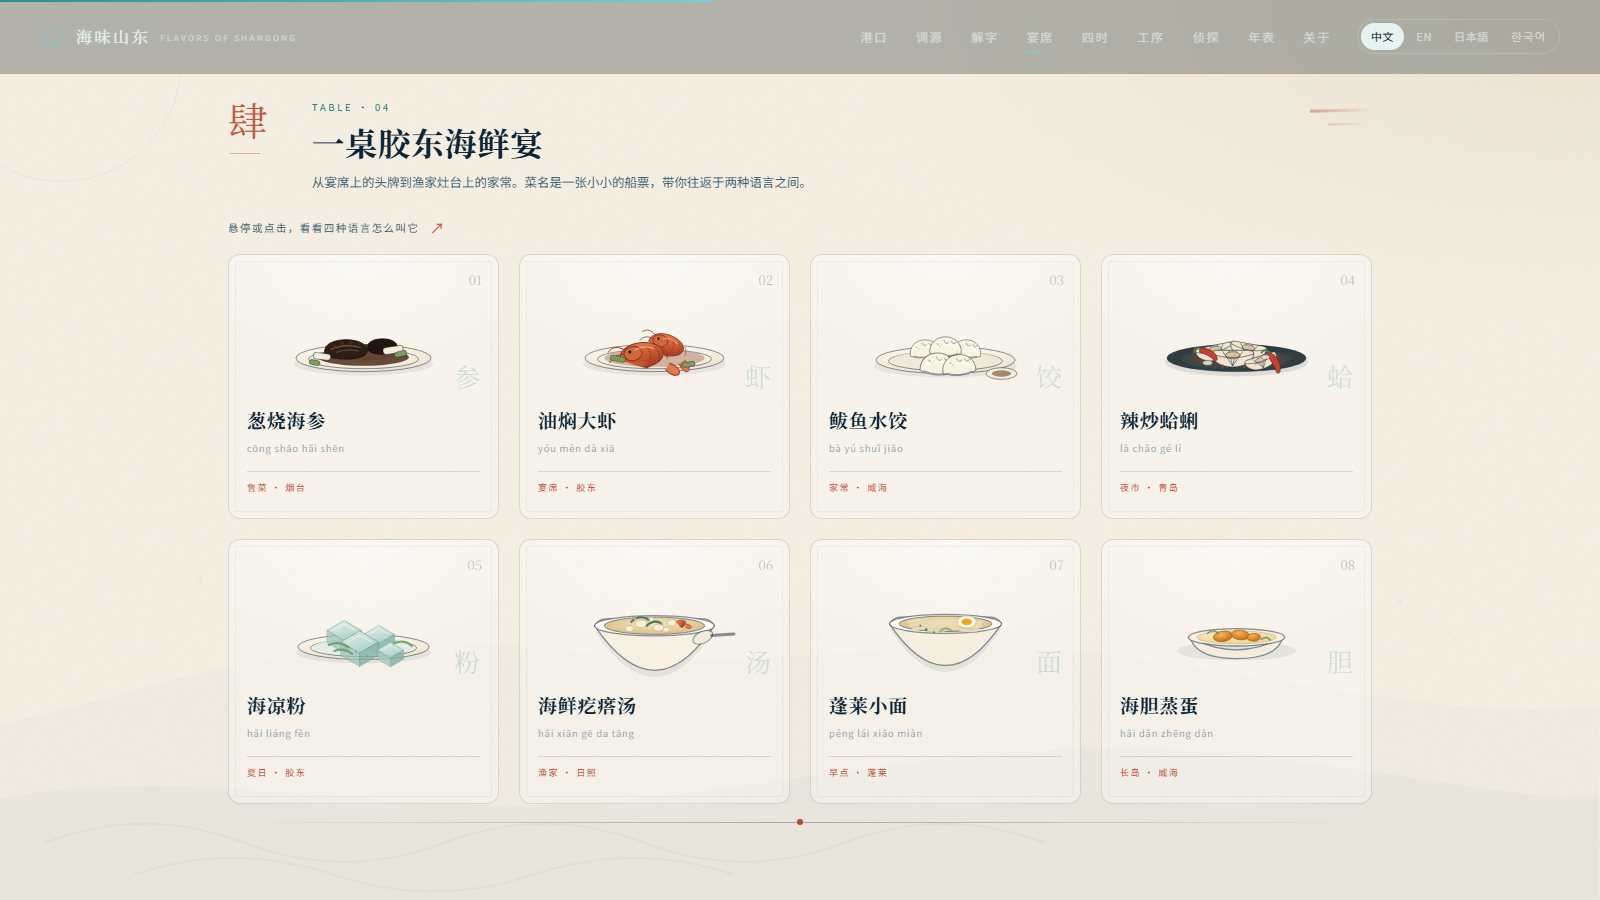 海味山东 FLAVORS OF SHANDONG
港口 词源 解字 宴席 四时 工序 侦探 年表 关于 中文 EN 日本語 한국어
肆
TABLE · 04
一桌胶东海鲜宴
从宴席上的头牌到渔家灶台上的家常。菜名是一张小小的船票，带你往返于两种语言之间。
悬停或点击，看看四种语言怎么叫它 ↗
01
参
葱烧海参
cōng shāo hǎi shēn
鲁菜 · 烟台
02
虾
油焖大虾
yóu mèn dà xiā
宴席 · 胶东
03
饺
鲅鱼水饺
bà yú shuǐ jiǎo
家常 · 威海
04
蛤
辣炒蛤蜊
là chǎo gé lí
夜市 · 青岛
05
粉
海凉粉
hǎi liáng fěn
夏日 · 胶东
06
汤
海鲜疙瘩汤
hǎi xiān gē da tāng
渔家 · 日照
07
面
蓬莱小面
péng lái xiǎo miàn
早点 · 蓬莱
08
胆
海胆蒸蛋
hǎi dǎn zhēng dàn
长岛 · 威海